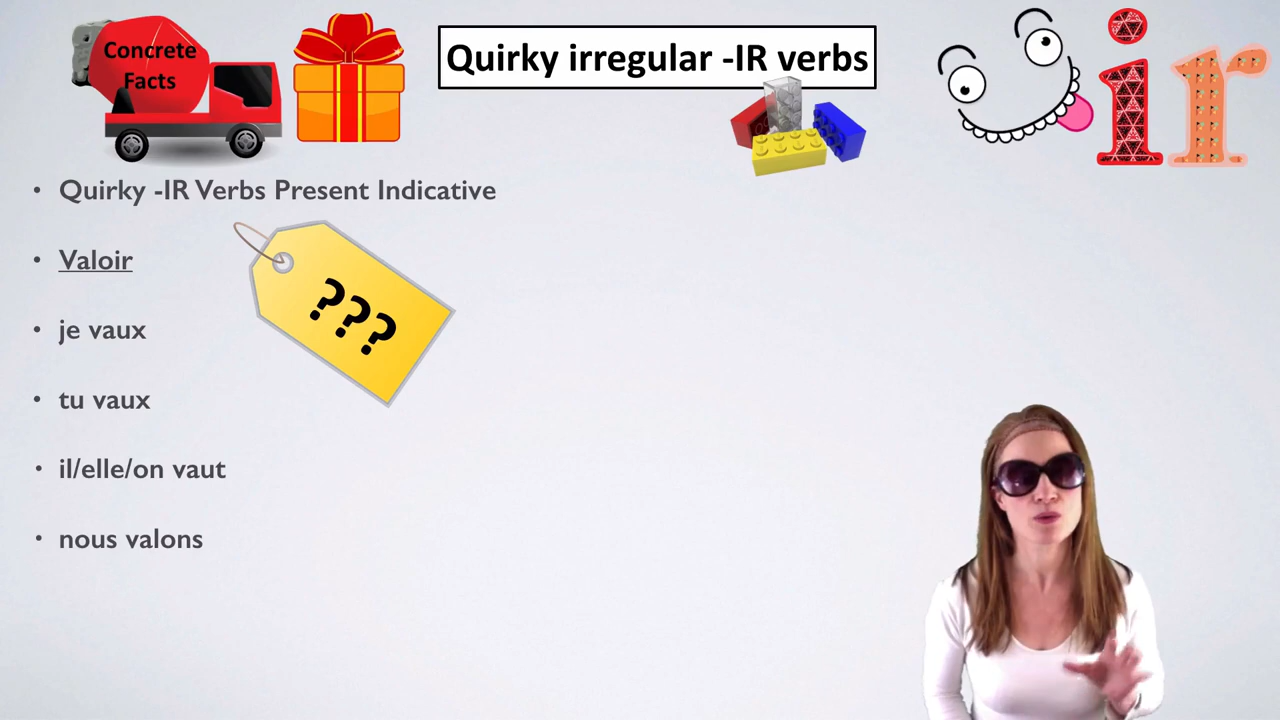 Concrete
Facts
Quirky irregular -IR verbs
ir
• Quirky -IR Verbs Present Indicative
• Valoir
???
• je vaux
• tu vaux
• il/elle/on vaut
• nous valons